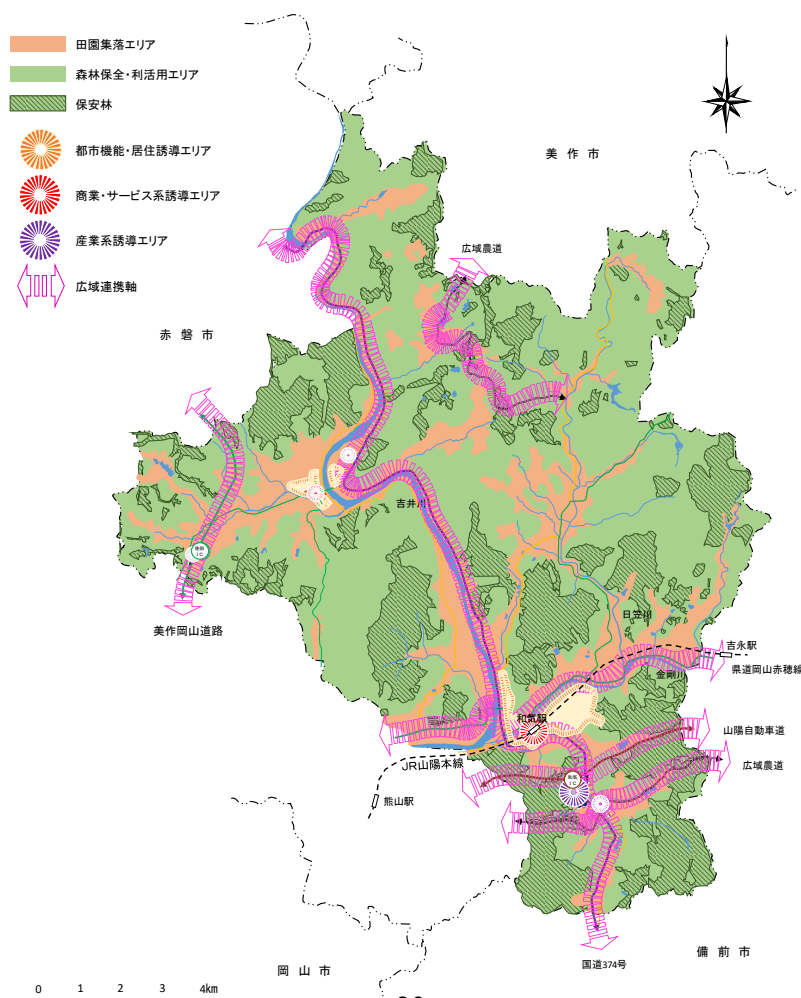 田園集落エリア
森林保全・利活用エリア
保安林
都市機能・居住誘導エリア
商業・サービス系誘導エリア
産業系誘導エリア
広域連携軸
美作市
広域農道
赤磐市
吉井川
IC
美作岡山道路
日笠川
吉永駅
県道岡山赤穂線
金剛川
和気駅
山陽自動車道
JR山陽本線
広域農道
和気
IC
熊山駅
備前市
国道374号
岡山市
0 1 2 3 4km